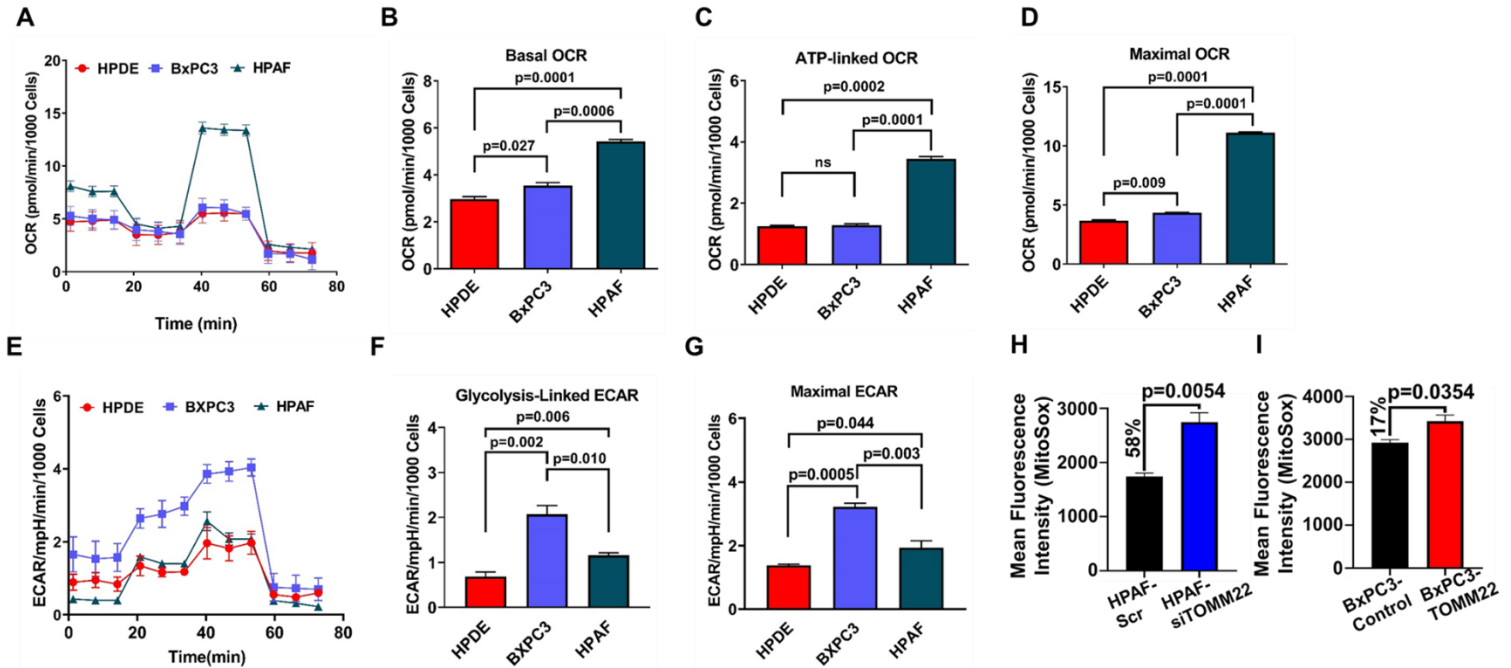 A
HPDE BxPC3 HPAF
OCR (pmol/min/1000 Cells)
20
15
10
5
0
0 20 40 60 80
Time (min)
B
Basal OCR
OCR (pmol/min/1000 Cells)
8
6
4
2
0
p=0.0001
p=0.0006
p=0.027
HPDE
BxPC3
HPAF
C
ATP-linked OCR
OCR (pmol/min/1000 Cells)
6
4
2
0
p=0.0002
p=0.0001
ns
HPDE
BxPC3
HPAF
D
Maximal OCR
OCR (pmol/min/1000 Cells)
15
10
5
0
p=0.0001
p=0.0001
p=0.009
HPDE
BxPC3
HPAF
E
HPDE BXPC3 HPAF
ECAR/mpH/min/1000 Cells
6
4
2
0
0 20 40 60 80
Time(min)
F
Glycolysis-Linked ECAR
ECAR/mpH/min/1000 Cells
4
3
2
1
0
p=0.006
p=0.002
p=0.010
HPDE
BXPC3
HPAF
G
Maximal ECAR
ECAR/mpH/min/1000 Cells
6
4
2
0
p=0.044
p=0.003
p=0.0005
HPDE
BXPC3
HPAF
H
Mean Fluorescence
Intensity (MitoSox)
3000
2000
1000
0
p=0.0054
58%
HPAF-
Scr
HPAF-
siTOMM22
I
Mean Fluorescence
Intensity (MitoSox)
4000
3000
2000
1000
0
p=0.0354
17%
BxPC3-
Control
BxPC3-
TOMM22